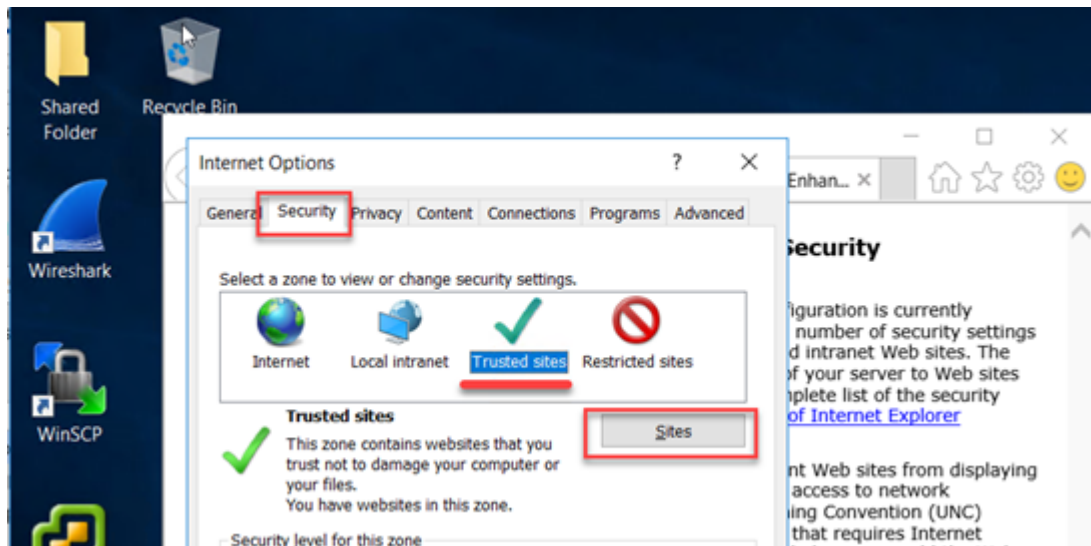 Shared
Folder
Recycle Bin
Wireshark
WinSCP
Internet Options
?
General Security Privacy Content Connections Programs Advanced
Select a zone to view or change security settings.
Internet Local intranet Trusted sites Restricted sites
Trusted sites
This zone contains websites that you
trust not to damage your computer or
your files.
You have websites in this zone.
Sites
Security level for this zone
Enhan...
Security
figuration is currently
number of security settings
d intranet Web sites. The
of your server to Web sites
plete list of the security
of Internet Explorer
nt Web sites from displaying
access to network
ing Convention (UNC)
that requires Internet